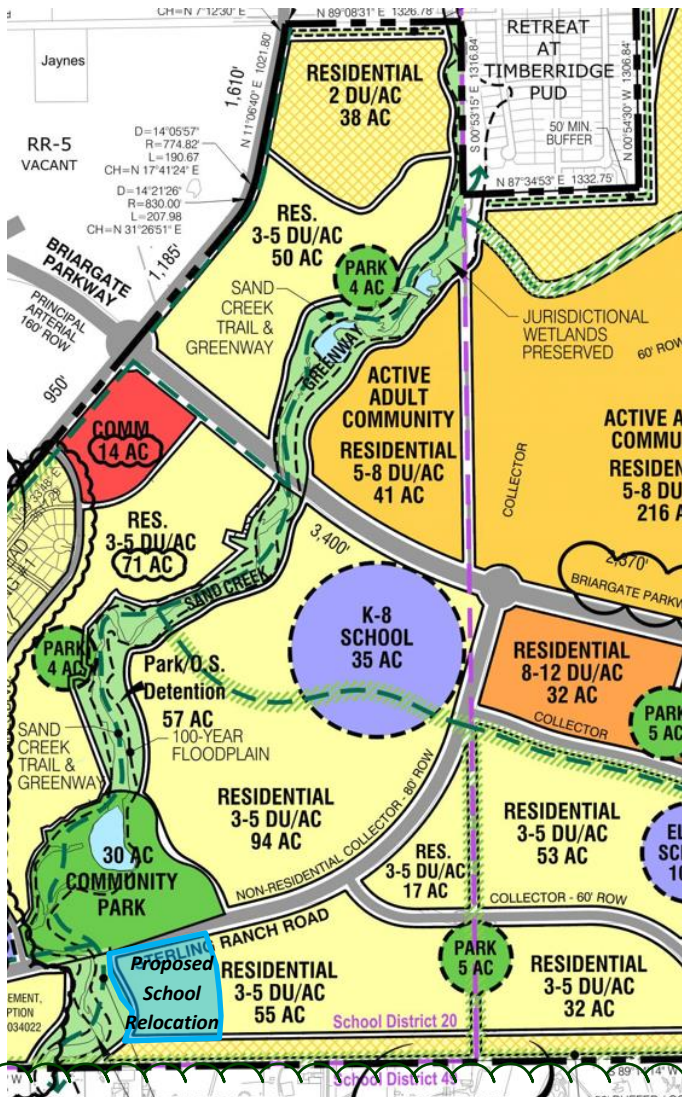 CH=N 7°12'30" E
N 89°08'31" E 1326.78'
RETREAT
AT
TIMBERRIDGE
PUD
Jaynes
1,610'
N 11°06'40" E 1021.80'
RESIDENTIAL
2 DU/AC
38 AC
S 00°53'15" E 1316.84'
N 00°54'30" W 1306.84'
50' MIN.
BUFFER
N 87°34'53" E 1332.75'
RR-5
VACANT
D=14°05'57"
R=774.82'
L=190.67
CH=N 17°41'24" E
D=14°21'26"
R=830.00'
L=207.98
CH=N 31°26'51" E
1,185'
RES.
3-5 DU/AC
50 AC
PARK
4 AC
BRIARGATE
PARKWAY
PRINCIPAL
ARTERIAL
160' ROW
SAND
CREEK
TRAIL &
GREENWAY
GREENWAY
JURISDICTIONAL
WETLANDS
PRESERVED
60' ROW
950'
ACTIVE
ADULT
COMMUNITY
RESIDENTIAL
5-8 DU/AC
41 AC
ACTIVE A
COMMU
RESIDEN
5-8 DU
216 A
COLLECTOR
COMM
14 AC
RES.
3-5 DU/AC
71 AC
3,400'
SAND CREEK
BRIARGATE PARKW
K-8
SCHOOL
35 AC
RESIDENTIAL
8-12 DU/AC
32 AC
PARK
4 AC
Park/O.S.
Detention
57 AC
100-YEAR
FLOODPLAIN
SAND
CREEK
TRAIL &
GREENWAY
COLLECTOR
PARK
5 AC
RESIDENTIAL
3-5 DU/AC
94 AC
NON-RESIDENTIAL COLLECTOR - 80' ROW
RESIDENTIAL
3-5 DU/AC
53 AC
30 AC
COMMUNITY
PARK
RES.
3-5 DU/AC
17 AC
COLLECTOR - 60' ROW
STERLING RANCH ROAD
Proposed
School
Relocation
RESIDENTIAL
3-5 DU/AC
55 AC
PARK
5 AC
RESIDENTIAL
3-5 DU/AC
32 AC
EMENT,
PTION
034022
School District 20
School District 49
S 89°14'14" W